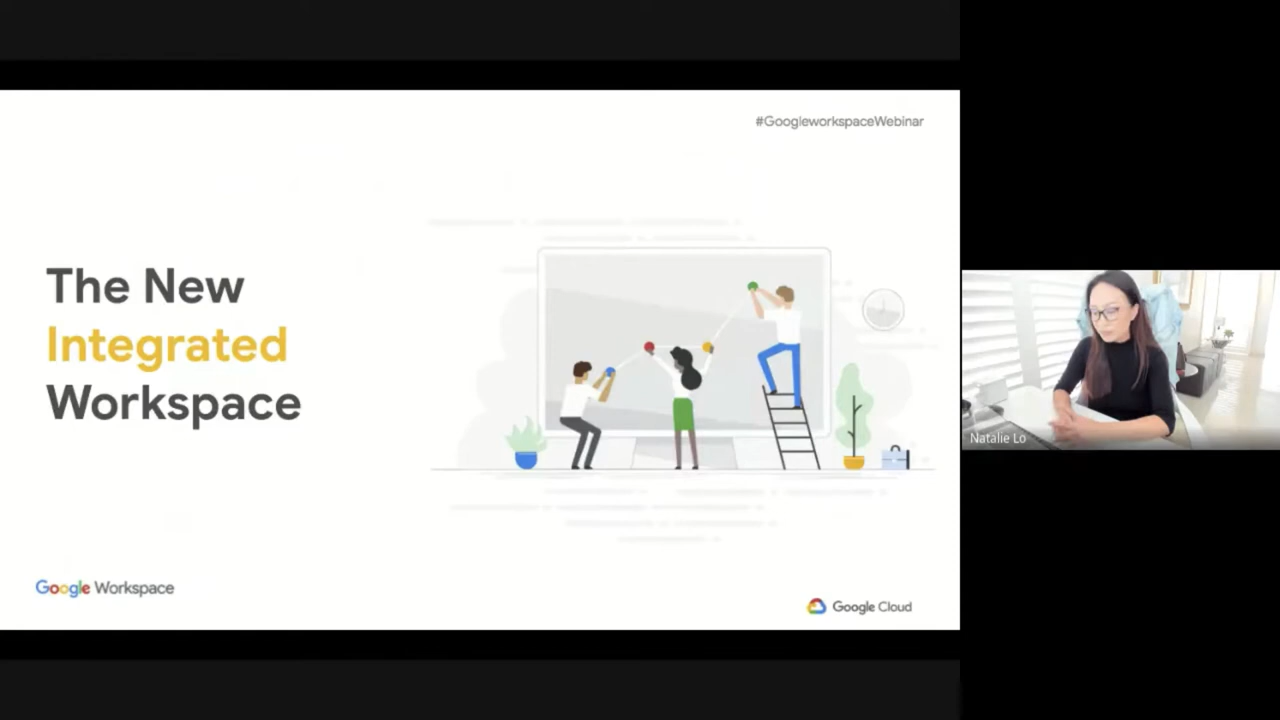 #GoogleworkspaceWebinar
The New
Integrated
Workspace
Google Workspace
Google Cloud
Natalie Lo